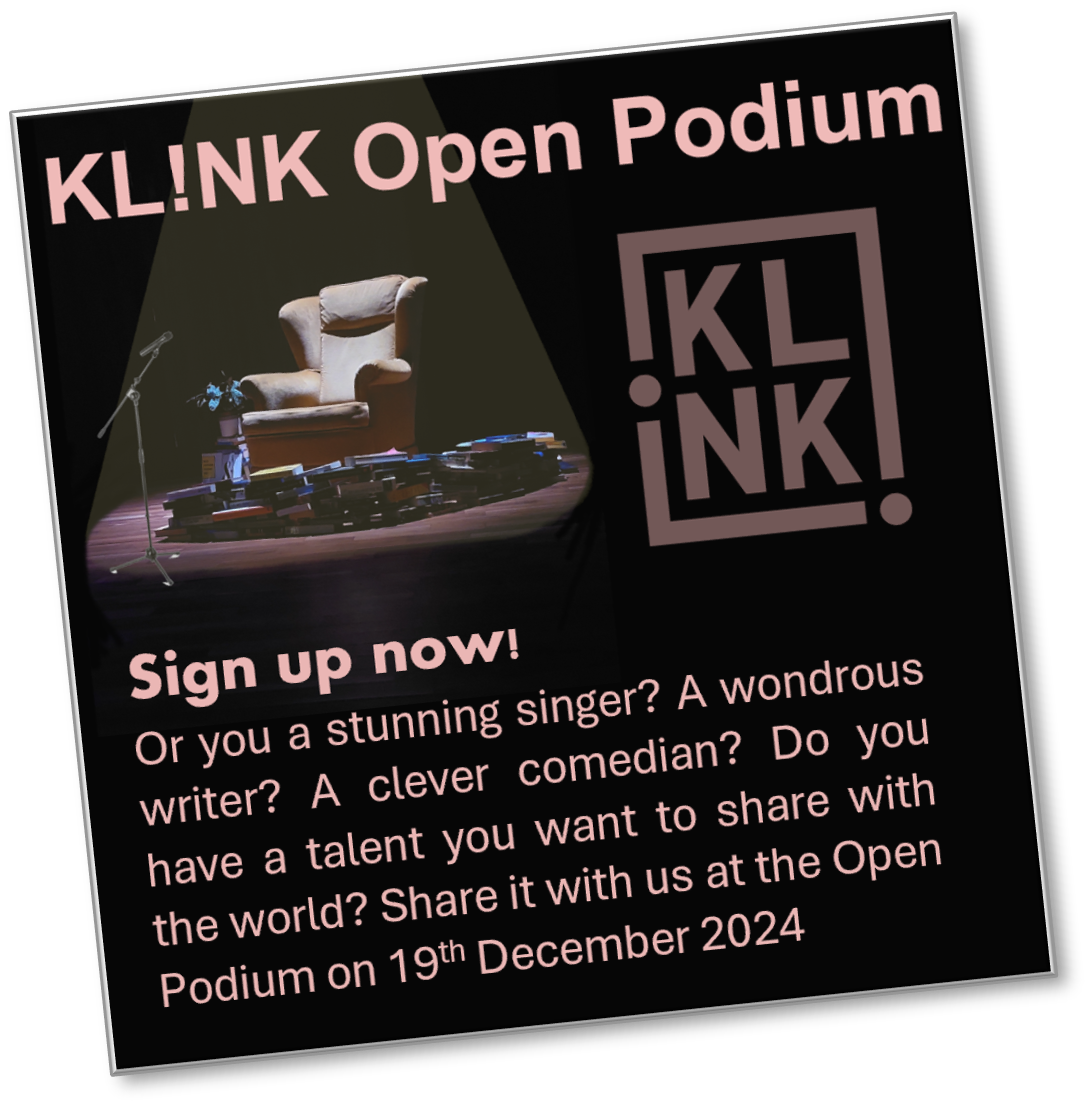 KL!NK Open Podium
KL
iNK
Sign up now!
Or you a stunning singer? A wondrous
writer? A clever comedian? Do you
have a talent you want to share with
the world? Share it with us at the Open
Podium on 19th December 2024